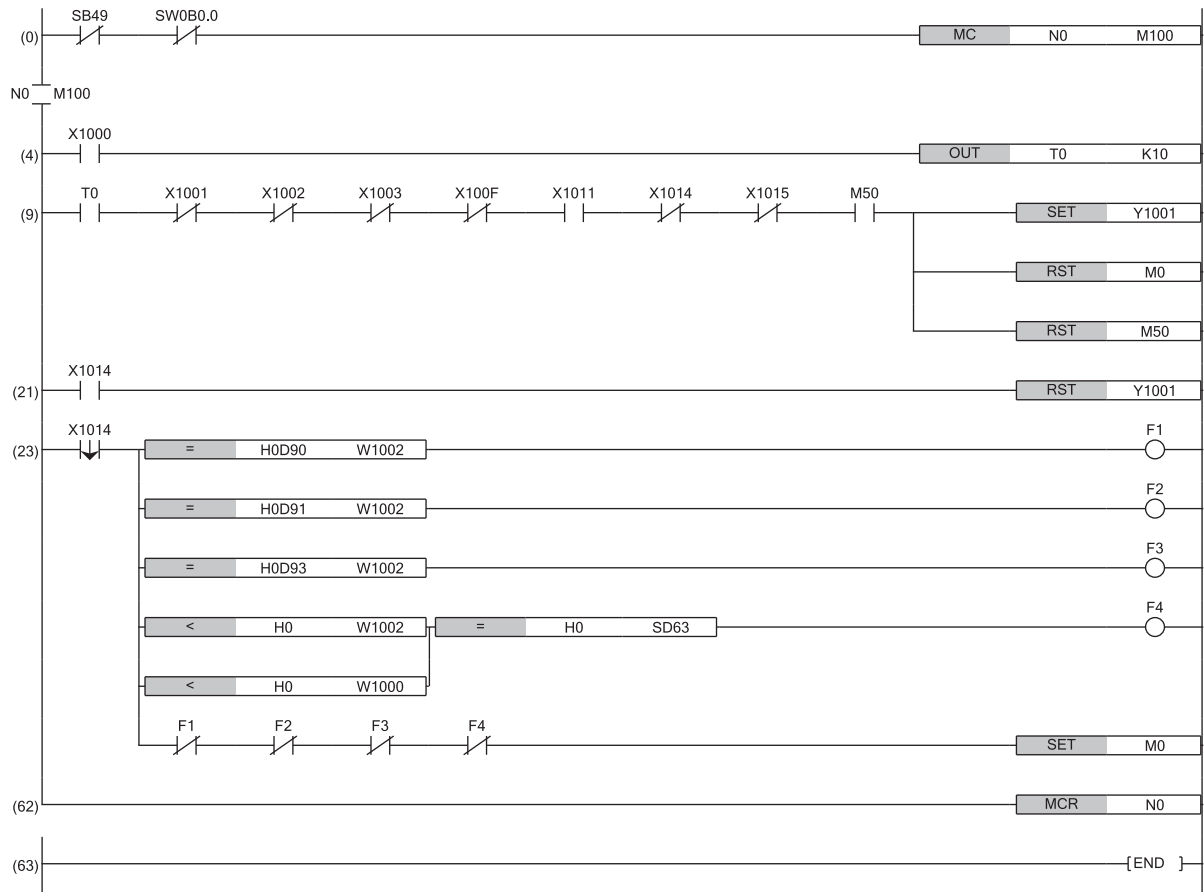 SB49 SW0B0.0
(0) MC N0 M100
N0 M100
X1000
(4) OUT T0 K10
T0 X1001 X1002 X1003 X100F X1011 X1014 X1015 M50
(9) SET Y1001
RST M0
RST M50
X1014
(21) RST Y1001
X1014 F1
(23) = H0D90 W1002
F2
= H0D91 W1002
F3
= H0D93 W1002
F4
< H0 W1002 = H0 SD63
< H0 W1000
F1 F2 F3 F4
SET M0
(62) MCR N0
(63) [END ]